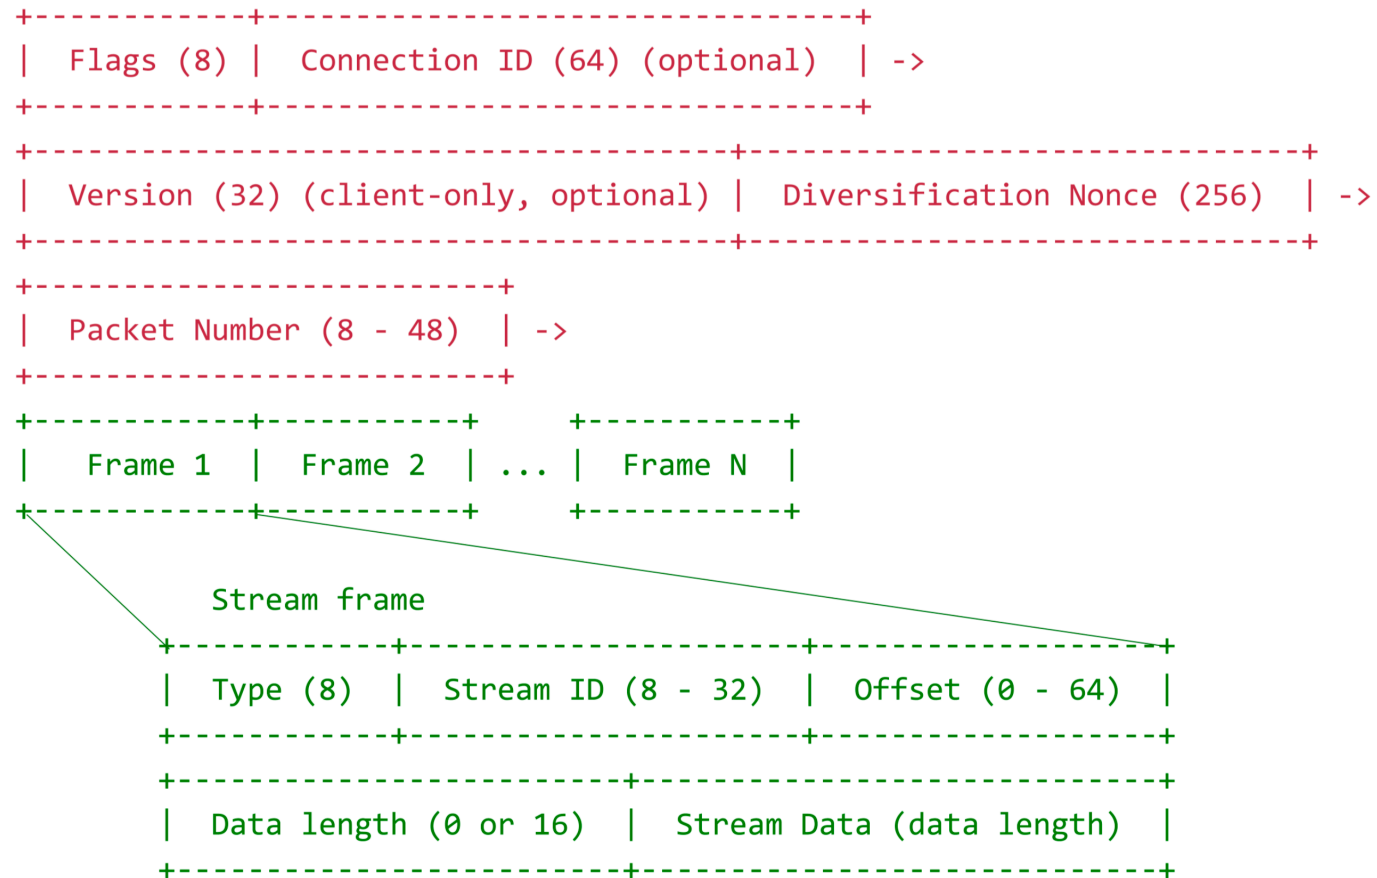 +------------+--------------------------------+
|  Flags (8) |  Connection ID (64) (optional)  | ->
+------------+--------------------------------+
+---------------------------------------+------------------------------+
|  Version (32) (client-only, optional) |  Diversification Nonce (256)  | ->
+---------------------------------------+------------------------------+
+--------------------------+
|  Packet Number (8 - 48)  | ->
+--------------------------+
+------------+-----------+     +-----------+
|   Frame 1  |  Frame 2  | ... |  Frame N  |
+------------+-----------+     +-----------+
Stream frame
+------------+----------------------+-------------------+
|  Type (8)  |  Stream ID (8 - 32)  |  Offset (0 - 64)  |
+------------+----------------------+-------------------+
+-------------------------+-----------------------------+
|  Data length (0 or 16)  |  Stream Data (data length)  |
+-------------------------+-----------------------------+